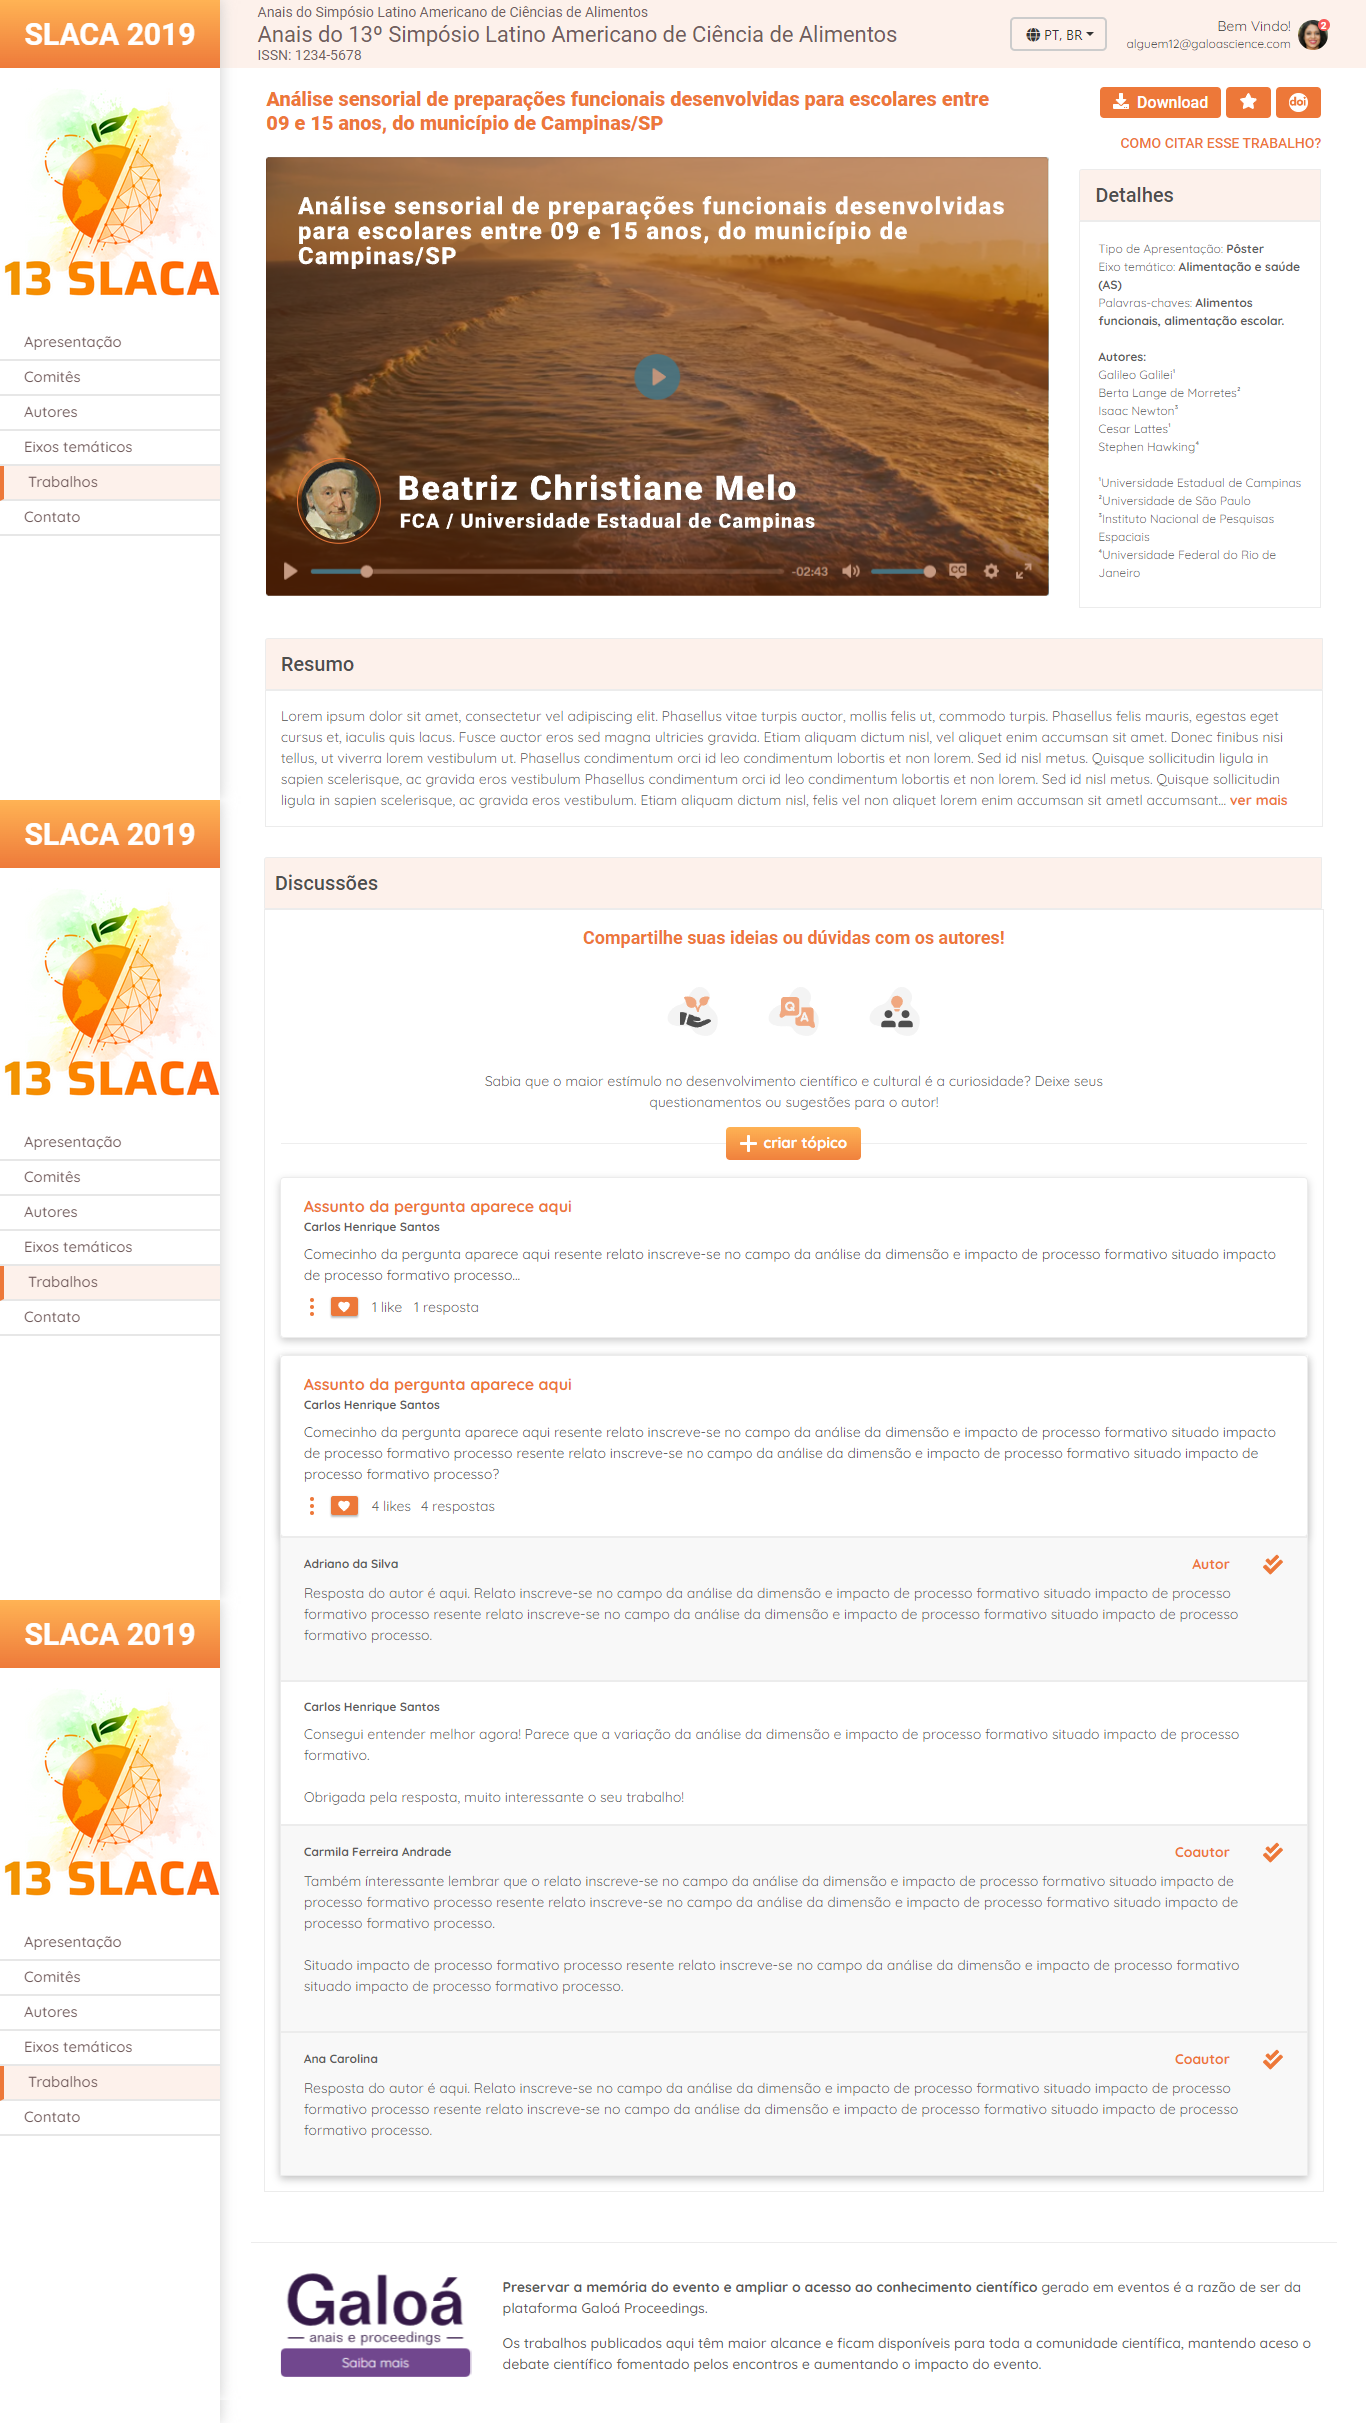 SLACA 2019
Anais do Simpósio Latino Americano de Ciências de Alimentos
Anais do 13º Simpósio Latino Americano de Ciência de Alimentos
ISSN: 1234-5678
PT, BR
Bem Vindo!
alguem12@galoascience.com
2
13 SLACA
Apresentação
Comitês
Autores
Eixos temáticos
Trabalhos
Contato
Análise sensorial de preparações funcionais desenvolvidas para escolares entre
09 e 15 anos, do município de Campinas/SP
Download
doi
COMO CITAR ESSE TRABALHO?
Análise sensorial de preparações funcionais desenvolvidas
para escolares entre 09 e 15 anos, do município de
Campinas/SP
Beatriz Christiane Melo
FCA / Universidade Estadual de Campinas
-02:43
CC
Detalhes
Tipo de Apresentação: Pôster
Eixo temático: Alimentação e saúde
(AS)
Palavras-chaves: Alimentos
funcionais, alimentação escolar.
Autores:
Galileo Galilei¹
Berta Lange de Morretes²
Isaac Newton³
Cesar Lattes¹
Stephen Hawking⁴
¹Universidade Estadual de Campinas
²Universidade de São Paulo
³Instituto Nacional de Pesquisas
Espaciais
⁴Universidade Federal do Rio de
Janeiro
Resumo
Lorem ipsum dolor sit amet, consectetur vel adipiscing elit. Phasellus vitae turpis auctor, mollis felis ut, commodo turpis. Phasellus felis mauris, egestas eget
cursus et, iaculis quis lacus. Fusce auctor eros sed magna ultricies gravida. Etiam aliquam dictum nisl, vel aliquet enim accumsan sit amet. Donec finibus nisi
tellus, ut viverra lorem vestibulum ut. Phasellus condimentum orci id leo condimentum lobortis et non lorem. Sed id nisl metus. Quisque sollicitudin ligula in
sapien scelerisque, ac gravida eros vestibulum Phasellus condimentum orci id leo condimentum lobortis et non lorem. Sed id nisl metus. Quisque sollicitudin
ligula in sapien scelerisque, ac gravida eros vestibulum. Etiam aliquam dictum nisl, felis vel non aliquet lorem enim accumsan sit ametl accumsant... ver mais
SLACA 2019
13 SLACA
Apresentação
Comitês
Autores
Eixos temáticos
Trabalhos
Contato
Discussões
Compartilhe suas ideias ou dúvidas com os autores!
Q
A
Sabia que o maior estímulo no desenvolvimento científico e cultural é a curiosidade? Deixe seus
questionamentos ou sugestões para o autor!
criar tópico
Assunto da pergunta aparece aqui
Carlos Henrique Santos
Comecinho da pergunta aparece aqui resente relato inscreve-se no campo da análise da dimensão e impacto de processo formativo situado impacto
de processo formativo processo...
1 like 1 resposta
Assunto da pergunta aparece aqui
Carlos Henrique Santos
Comecinho da pergunta aparece aqui resente relato inscreve-se no campo da análise da dimensão e impacto de processo formativo situado impacto
de processo formativo processo resente relato inscreve-se no campo da análise da dimensão e impacto de processo formativo situado impacto de
processo formativo processo?
4 likes 4 respostas
Adriano da Silva
Autor
Resposta do autor é aqui. Relato inscreve-se no campo da análise da dimensão e impacto de processo formativo situado impacto de processo
formativo processo resente relato inscreve-se no campo da análise da dimensão e impacto de processo formativo situado impacto de processo
formativo processo.
SLACA 2019
13 SLACA
Apresentação
Comitês
Autores
Eixos temáticos
Trabalhos
Contato
Carlos Henrique Santos
Consegui entender melhor agora! Parece que a variação da análise da dimensão e impacto de processo formativo situado impacto de processo
formativo.
Obrigada pela resposta, muito interessante o seu trabalho!
Carmila Ferreira Andrade
Coautor
Também ínteressante lembrar que o relato inscreve-se no campo da análise da dimensão e impacto de processo formativo situado impacto de
processo formativo processo resente relato inscreve-se no campo da análise da dimensão e impacto de processo formativo situado impacto de
processo formativo processo.
Situado impacto de processo formativo processo resente relato inscreve-se no campo da análise da dimensão e impacto de processo formativo
situado impacto de processo formativo processo.
Ana Carolina
Coautor
Resposta do autor é aqui. Relato inscreve-se no campo da análise da dimensão e impacto de processo formativo situado impacto de processo
formativo processo resente relato inscreve-se no campo da análise da dimensão e impacto de processo formativo situado impacto de processo
formativo processo.
Galoá
anais e proceedings
Saiba mais
Preservar a memória do evento e ampliar o acesso ao conhecimento científico gerado em eventos é a razão de ser da
plataforma Galoá Proceedings.
Os trabalhos publicados aqui têm maior alcance e ficam disponíveis para toda a comunidade científica, mantendo aceso o
debate científico fomentado pelos encontros e aumentando o impacto do evento.